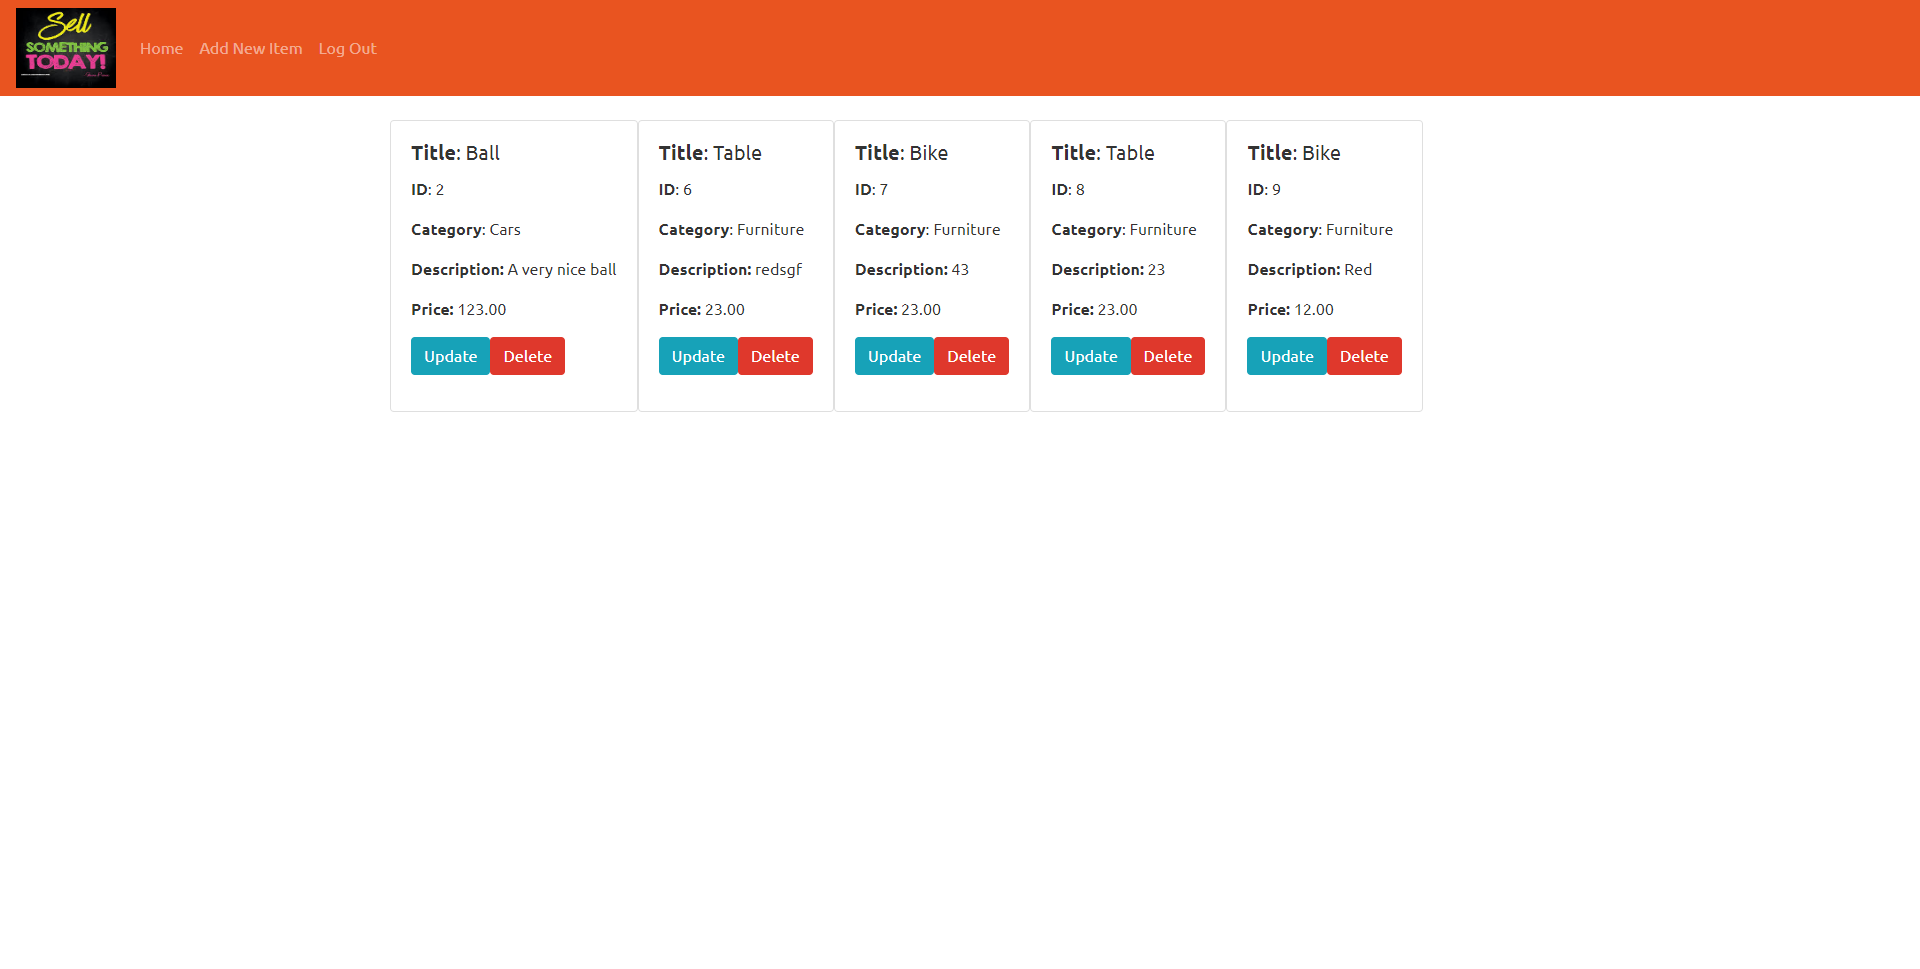 Sell
SOMETHING
TODAY!
Home Add New Item Log Out
Title: Ball
ID: 2
Category: Cars
Description: A very nice ball
Price: 123.00
Update Delete
Title: Table
ID: 6
Category: Furniture
Description: redsgf
Price: 23.00
Update Delete
Title: Bike
ID: 7
Category: Furniture
Description: 43
Price: 23.00
Update Delete
Title: Table
ID: 8
Category: Furniture
Description: 23
Price: 23.00
Update Delete
Title: Bike
ID: 9
Category: Furniture
Description: Red
Price: 12.00
Update Delete